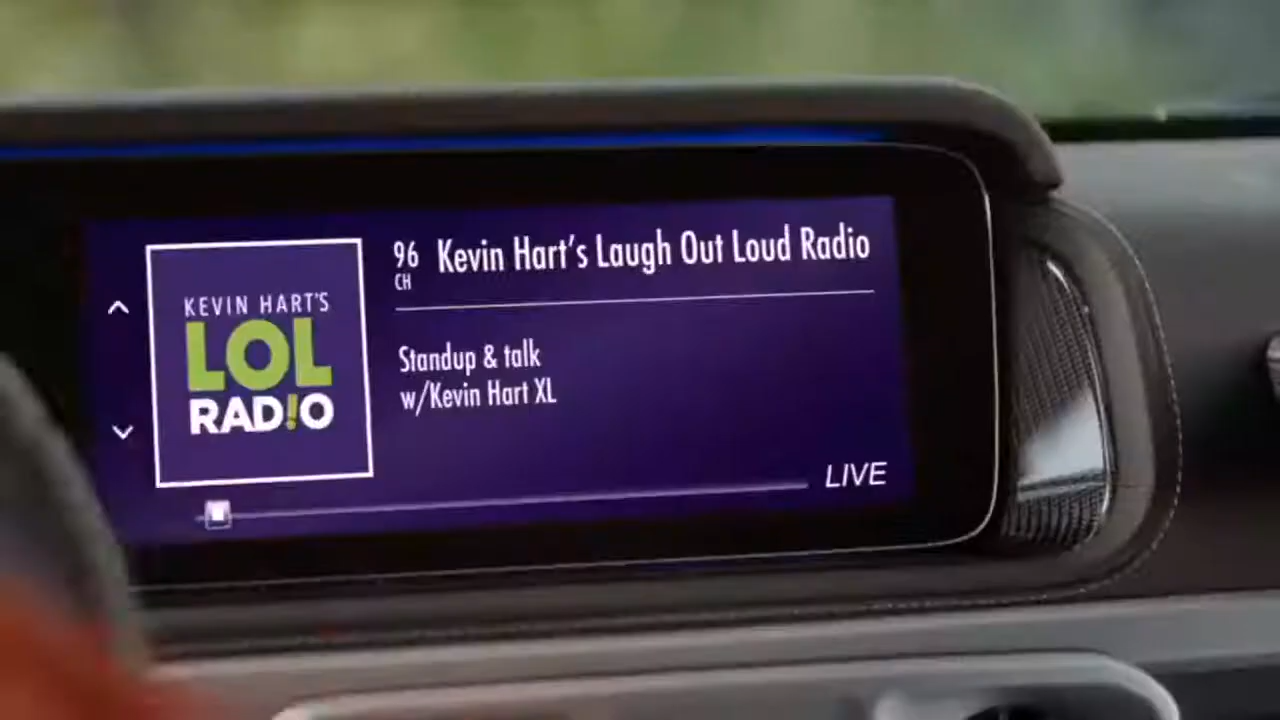 KEVIN HART'S
LOL
RAD!O
96
CH
Kevin Hart's Laugh Out Loud Radio
Standup & talk
w/Kevin Hart XL
LIVE